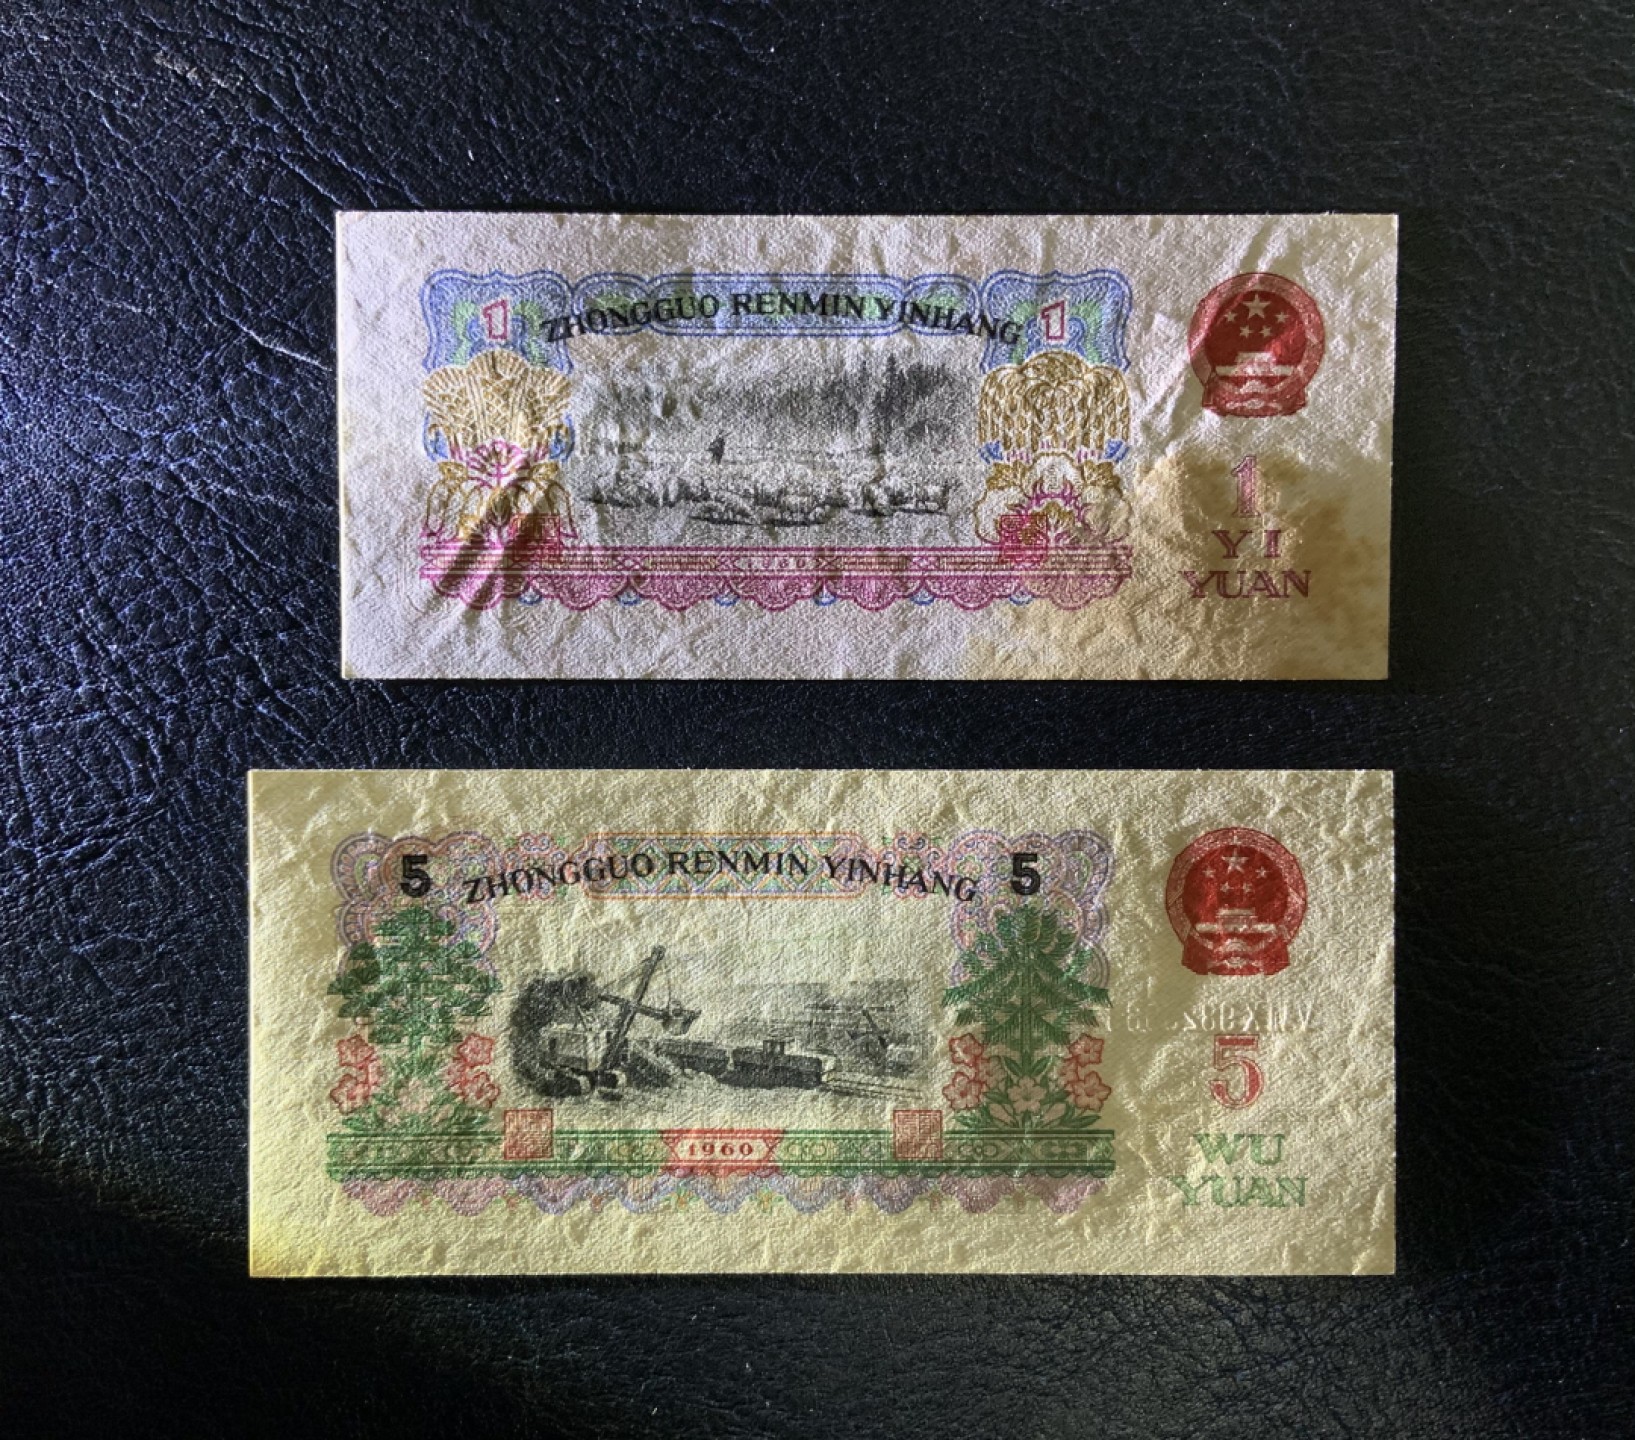 1 ZHONGGUO RENMIN YINHANG 1
1
YI
YUAN
1960
5 ZHONGGUO RENMIN YINHANG 5
5
1960
WU
YUAN